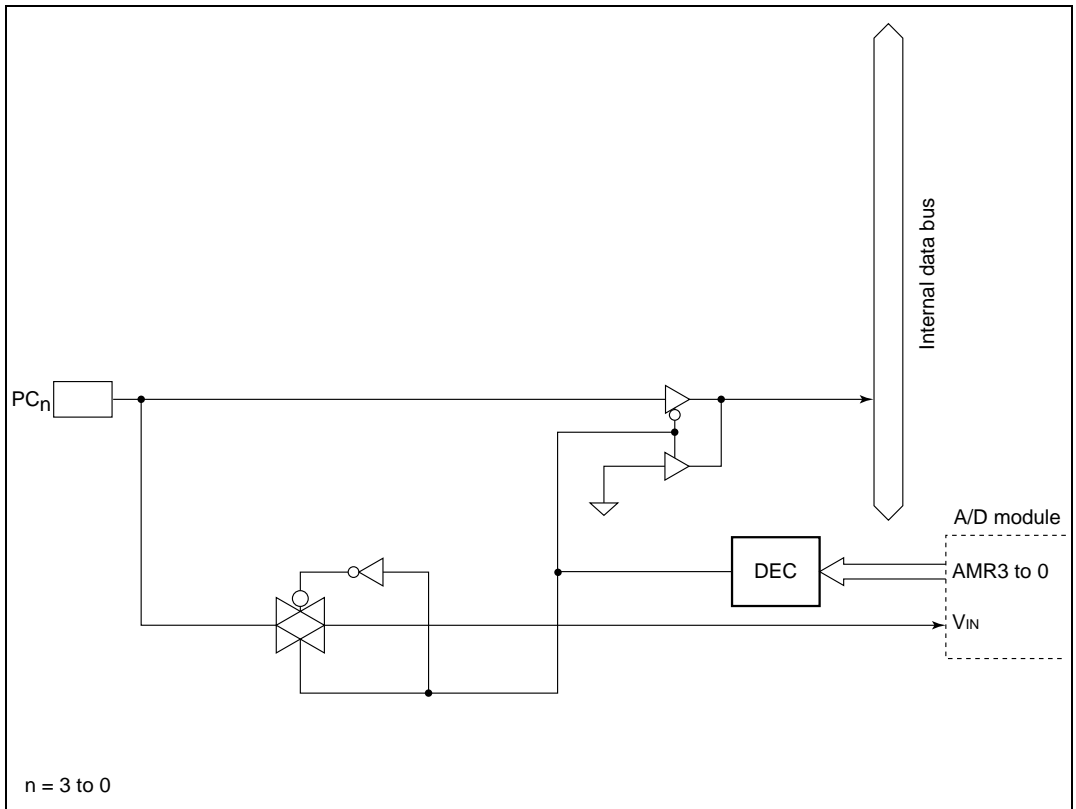 Internal data bus
PCn
A/D module
DEC
AMR3 to 0
VIN
n = 3 to 0